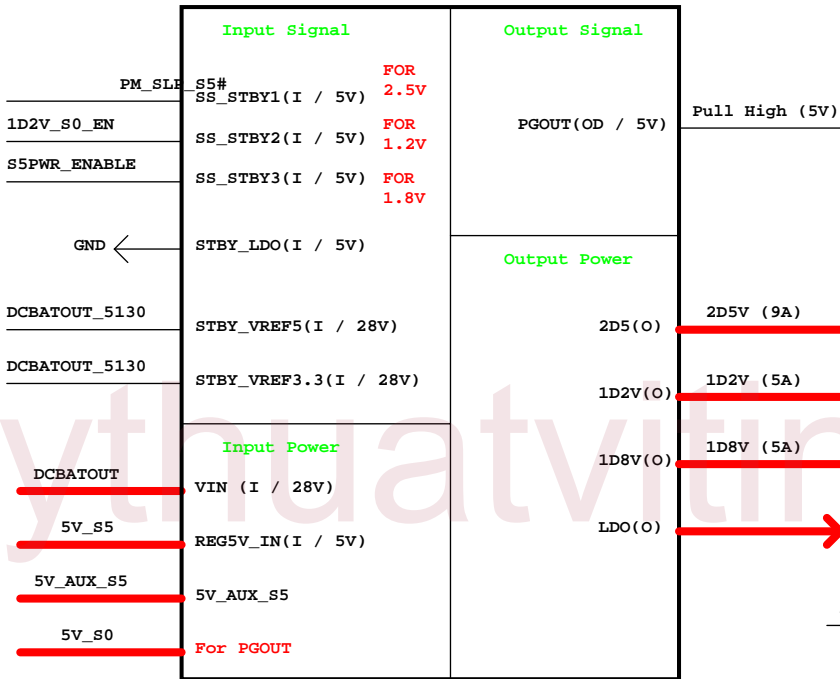 Input Signal
Output Signal
PM_SLP_S5#
SS_STBY1(I / 5V)
FOR
2.5V
1D2V_S0_EN
SS_STBY2(I / 5V)
FOR
1.2V
S5PWR_ENABLE
SS_STBY3(I / 5V)
FOR
1.8V
PGOUT(OD / 5V)
Pull High (5V)
GND
STBY_LDO(I / 5V)
Output Power
DCBATOUT_5130
STBY_VREF5(I / 28V)
2D5(O)
2D5V (9A)
DCBATOUT_5130
STBY_VREF3.3(I / 28V)
1D2V(O)
1D2V (5A)
ythuatvitin
Input Power
1D8V(O)
1D8V (5A)
DCBATOUT
VIN (I / 28V)
5V_S5
REG5V_IN(I / 5V)
LDO(O)
5V_AUX_S5
5V_AUX_S5
5V_S0
For PGOUT